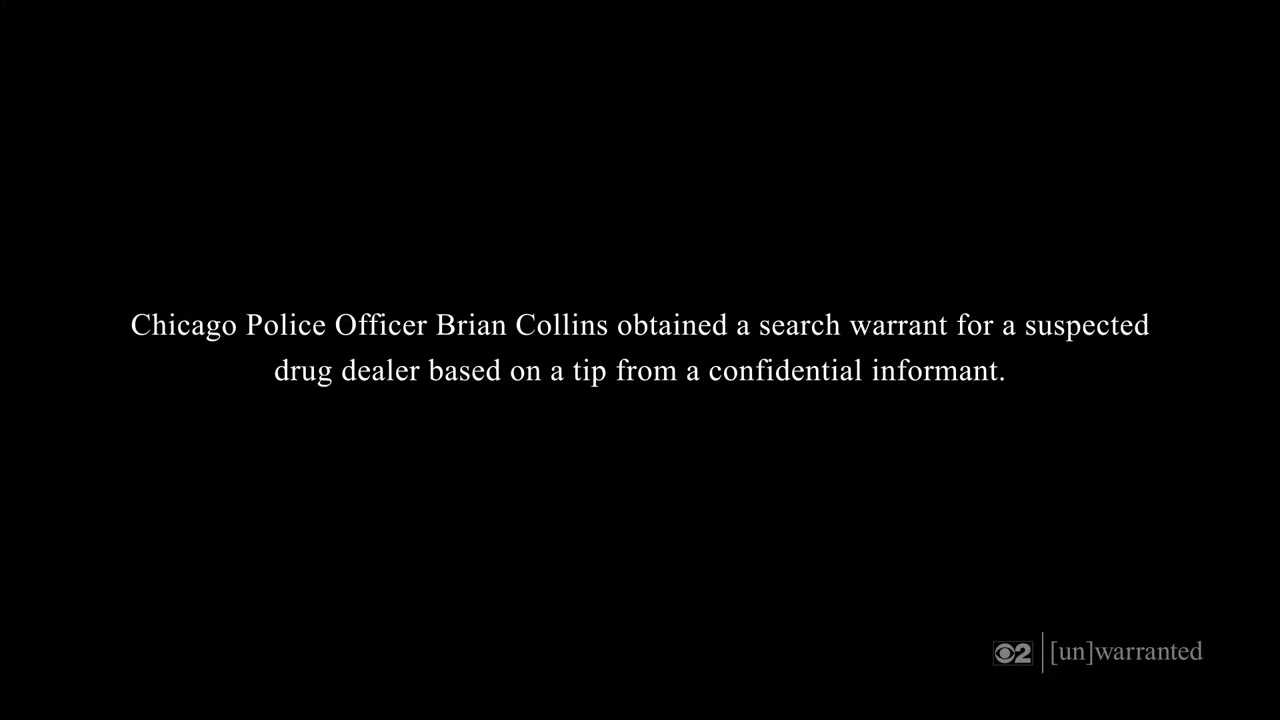 Chicago Police Officer Brian Collins obtained a search warrant for a suspected
drug dealer based on a tip from a confidential informant.
2 [un]warranted